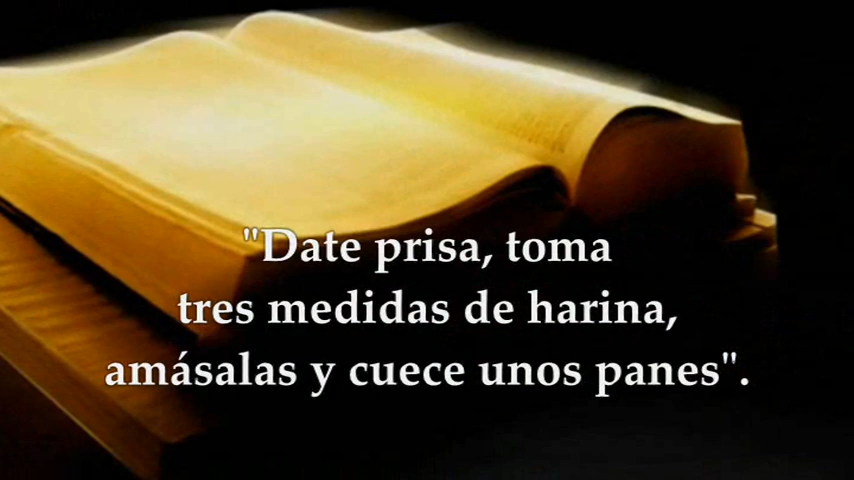 "Date prisa, toma
tres medidas de harina,
amásalas y cuece unos panes".